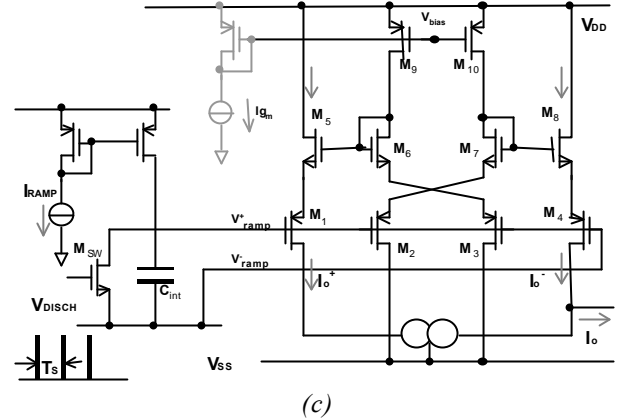 Vbias
VDD
M9
M10
Igm
M5
M8
M6
M7
IRAMP
MSW
V+ramp
M1
M2
M3
M4
V-ramp
Cint
VDISCH
Io+
Io-
Io
TS
VSS
(c)